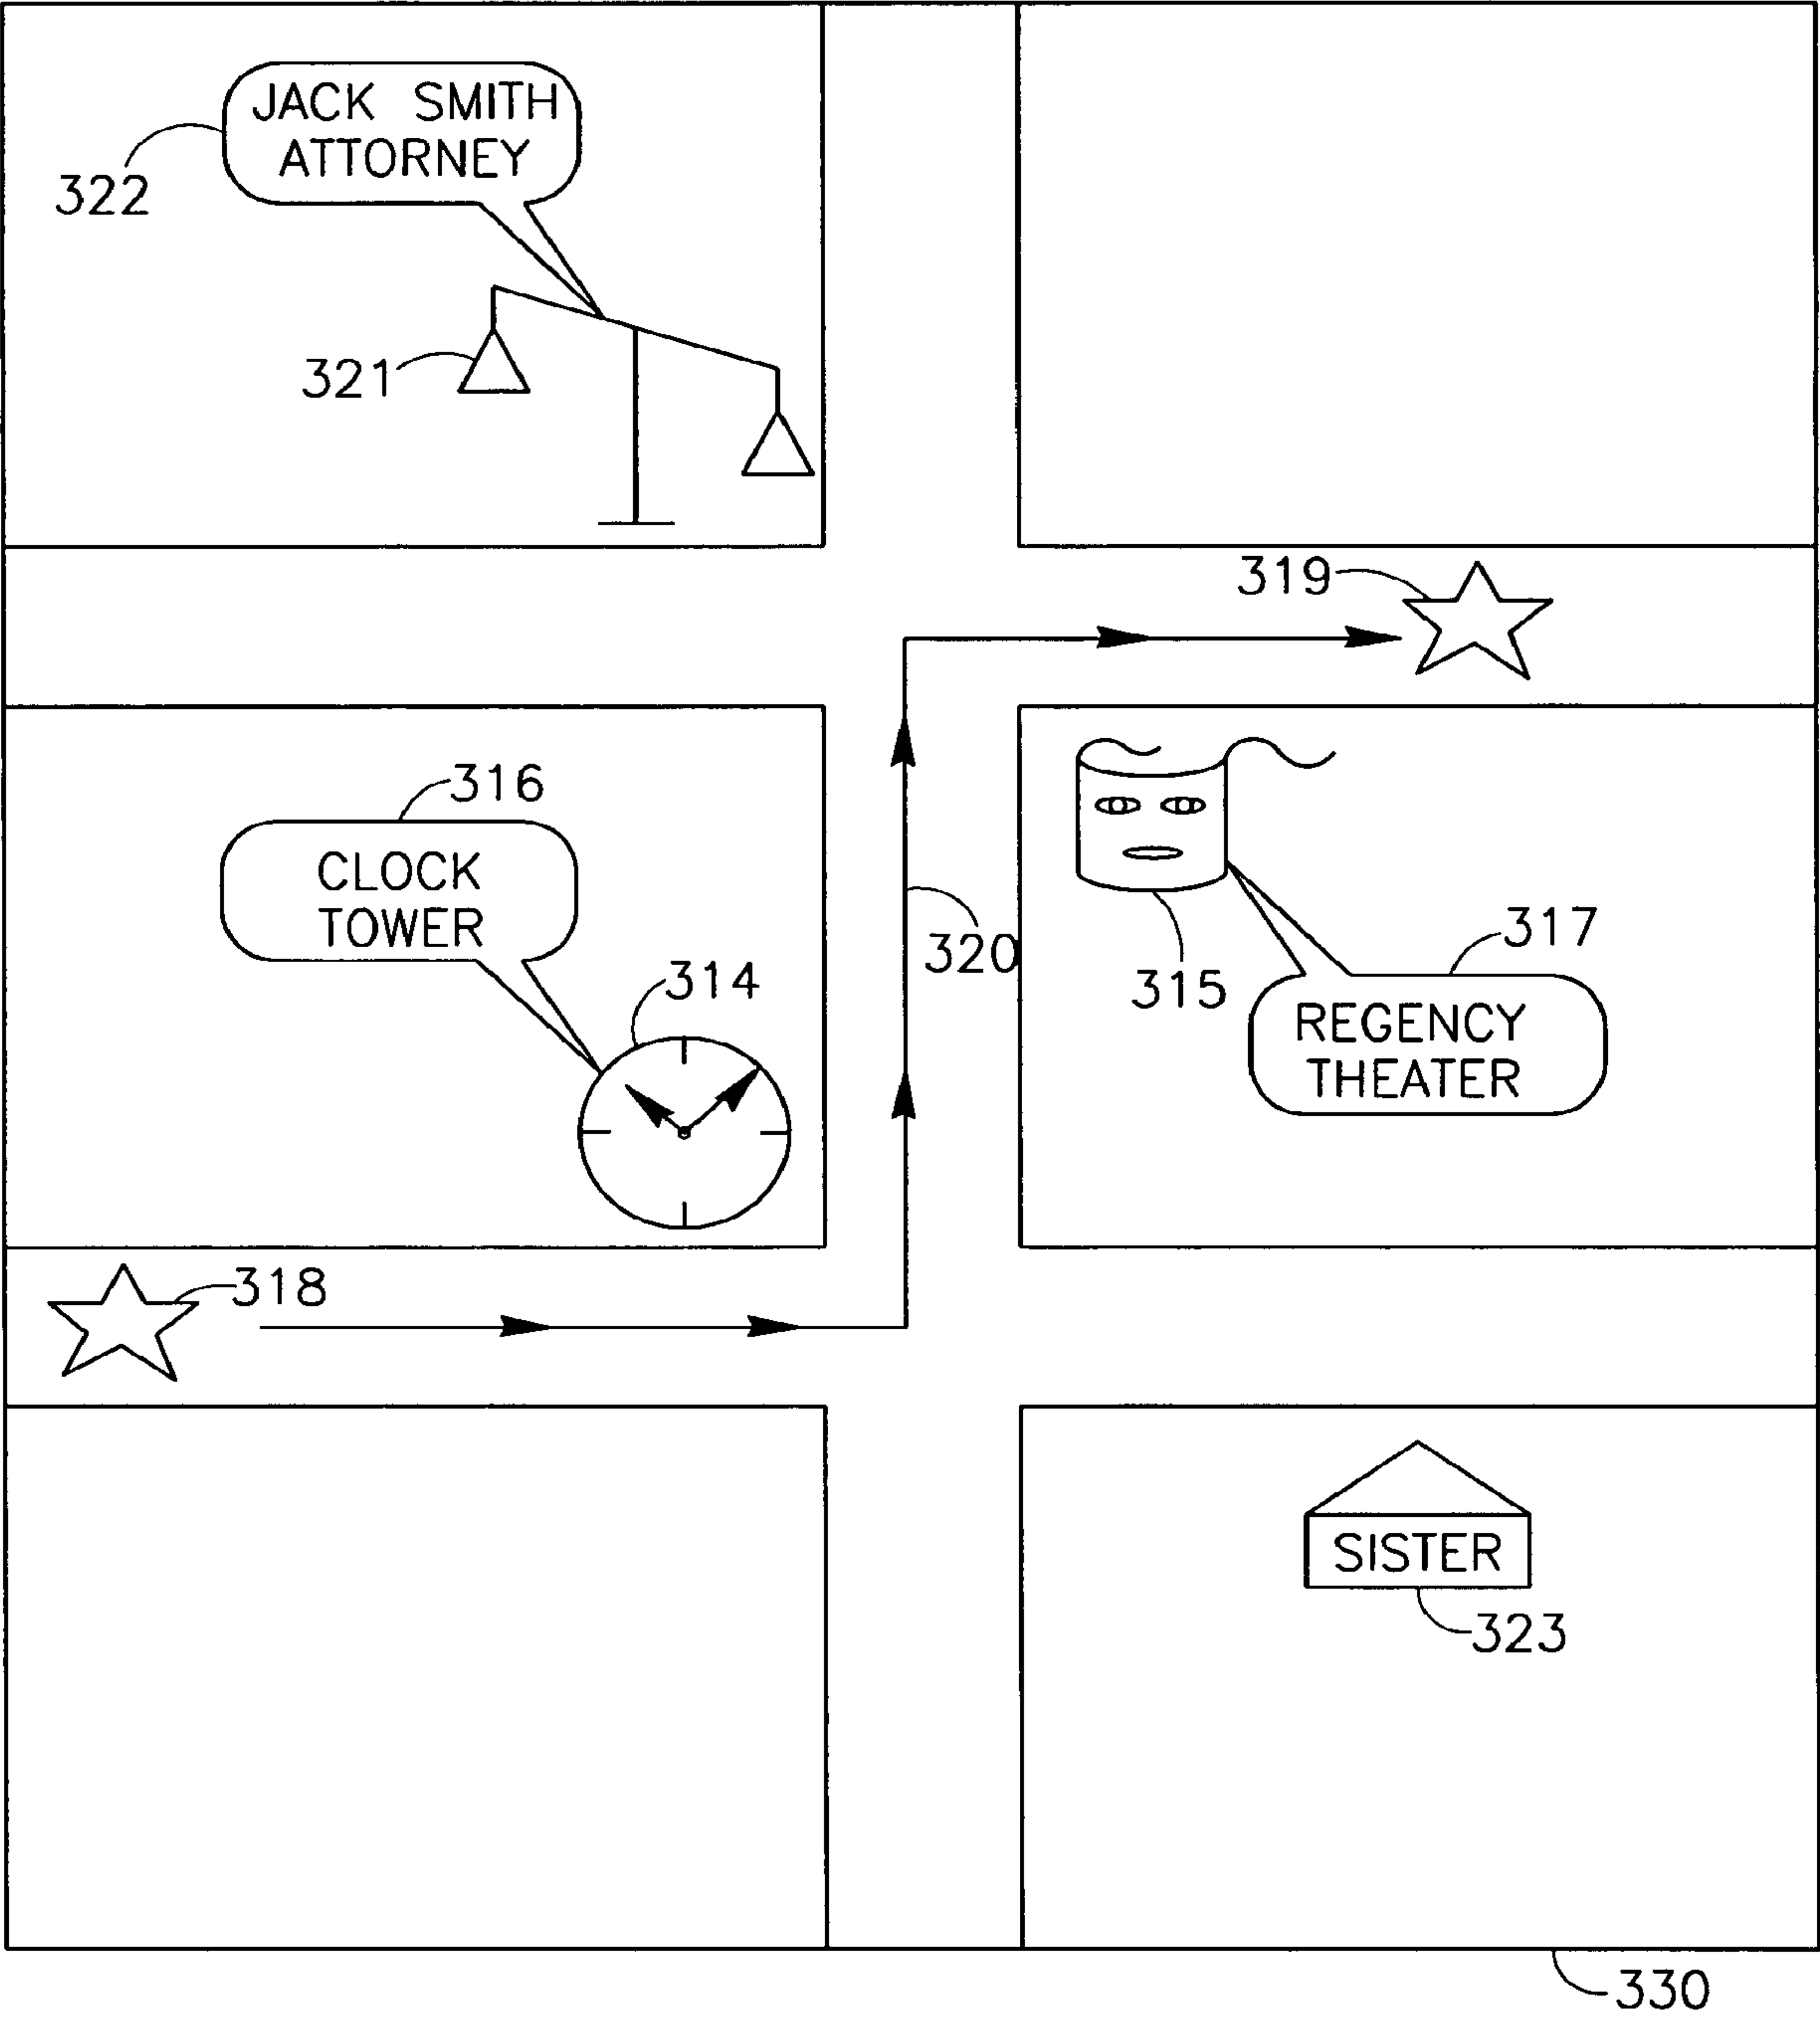 JACK SMITH
ATTORNEY
322
321
319
316
CLOCK
TOWER
314
320
315
317
REGENCY
THEATER
318
SISTER
323
330